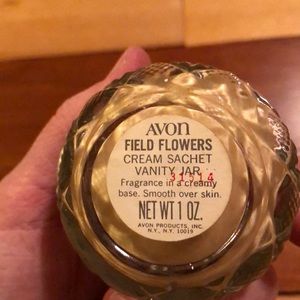 AVON
FIELD FLOWERS
CREAM SACHET
VANITY JAR
31514
Fragrance in a creamy
base. Smooth over skin.
NET WT 1 OZ.
AVON PRODUCTS, INC.
N.Y., N.Y. 10019